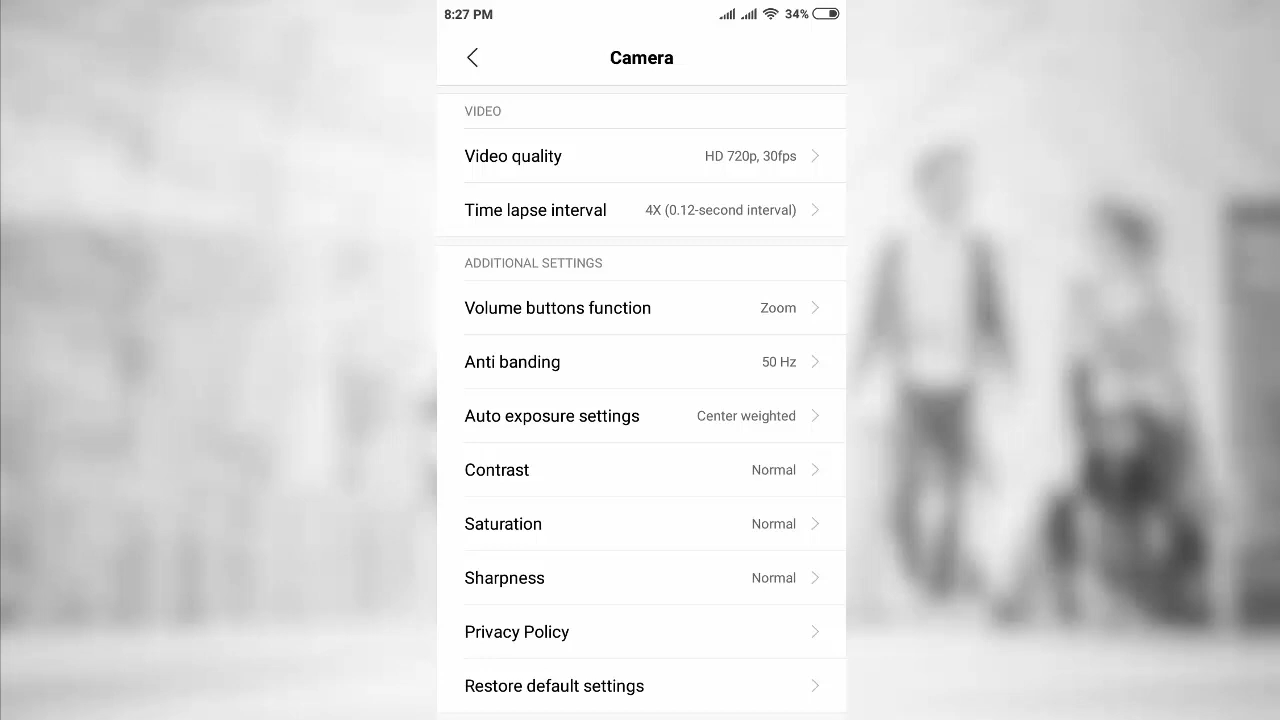 8:27 PM 34%
Camera
VIDEO
Video quality HD 720p, 30fps
Time lapse interval 4X (0.12-second interval)
ADDITIONAL SETTINGS
Volume buttons function Zoom
Anti banding 50 Hz
Auto exposure settings Center weighted
Contrast Normal
Saturation Normal
Sharpness Normal
Privacy Policy
Restore default settings